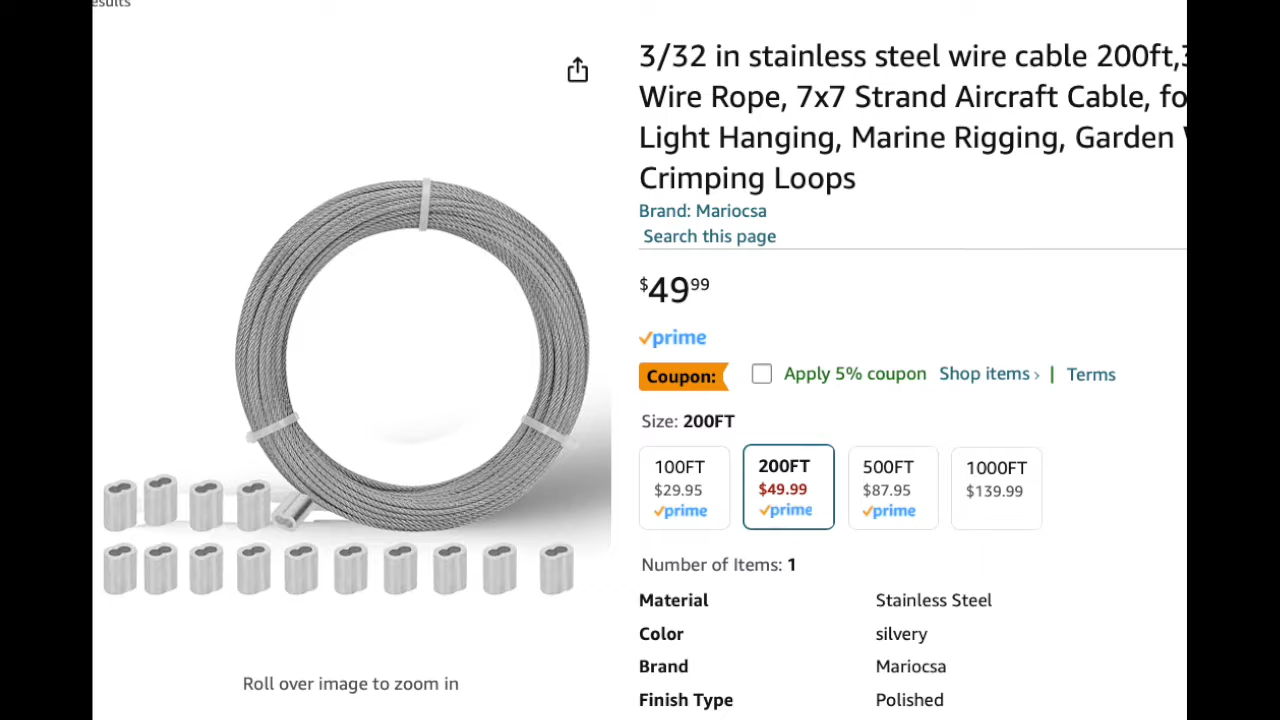 esults
3/32 in stainless steel wire cable 200ft,3
Wire Rope, 7x7 Strand Aircraft Cable, fo
Light Hanging, Marine Rigging, Garden
Crimping Loops
Brand: Mariocsa
Search this page
$49.99
prime
Coupon: Apply 5% coupon Shop items › | Terms
Size: 200FT
100FT 200FT 500FT 1000FT
$29.95 $49.99 $87.95 $139.99
prime prime prime
Number of Items: 1
Material Stainless Steel
Color silvery
Brand Mariocsa
Finish Type Polished
Roll over image to zoom in